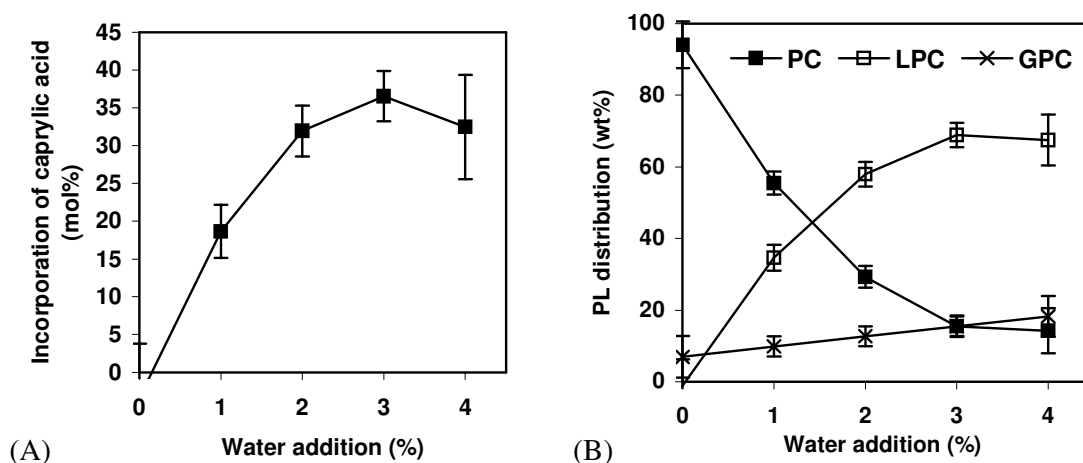 Incorporation of caprylic acid
(mol%)
45
40
35
30
25
20
15
10
5
0
0 1 2 3 4
Water addition (%)
(A)
PL distribution (wt%)
100
80
60
40
20
0
PC LPC GPC
0 1 2 3 4
Water addition (%)
(B)